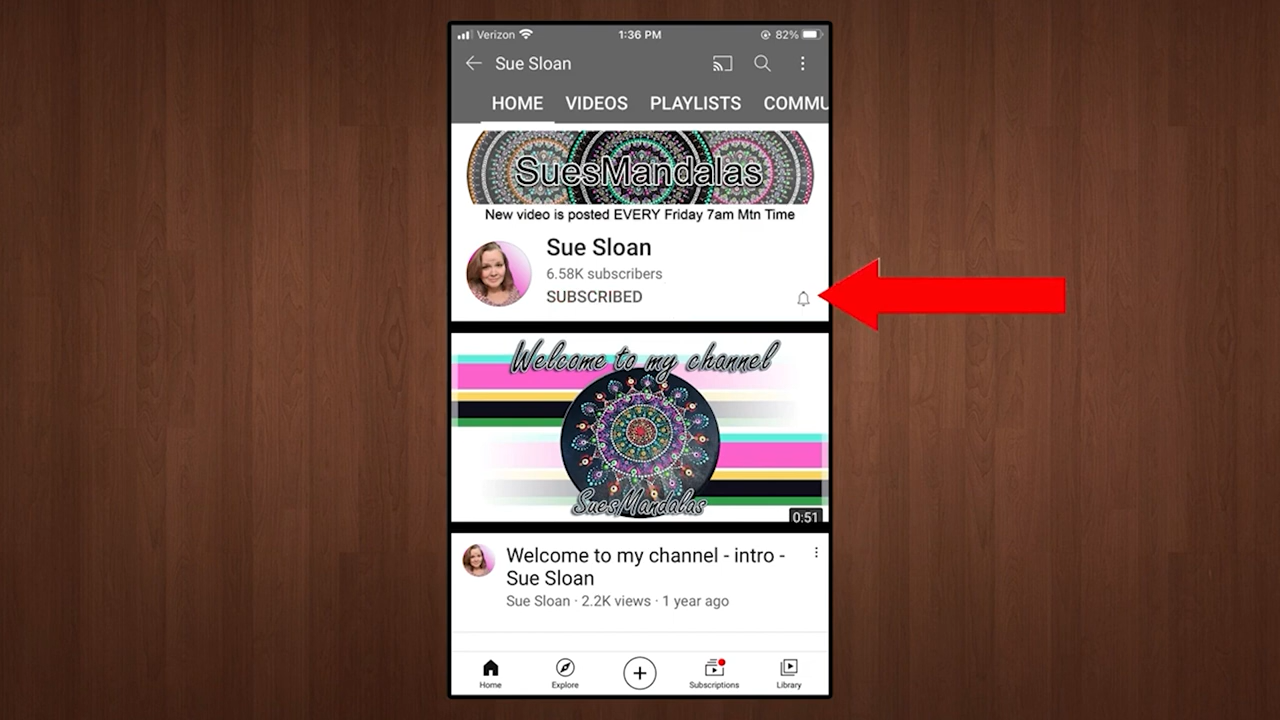 Verizon 1:36 PM 82%
Sue Sloan
HOME VIDEOS PLAYLISTS COMMU
SuesMandalas
New video is posted EVERY Friday 7am Mtn Time
Sue Sloan
6.58K subscribers
SUBSCRIBED
Welcome to my channel
SuesMandalas
0:51
Welcome to my channel - intro -
Sue Sloan
Sue Sloan · 2.2K views · 1 year ago
Home Explore Subscriptions Library